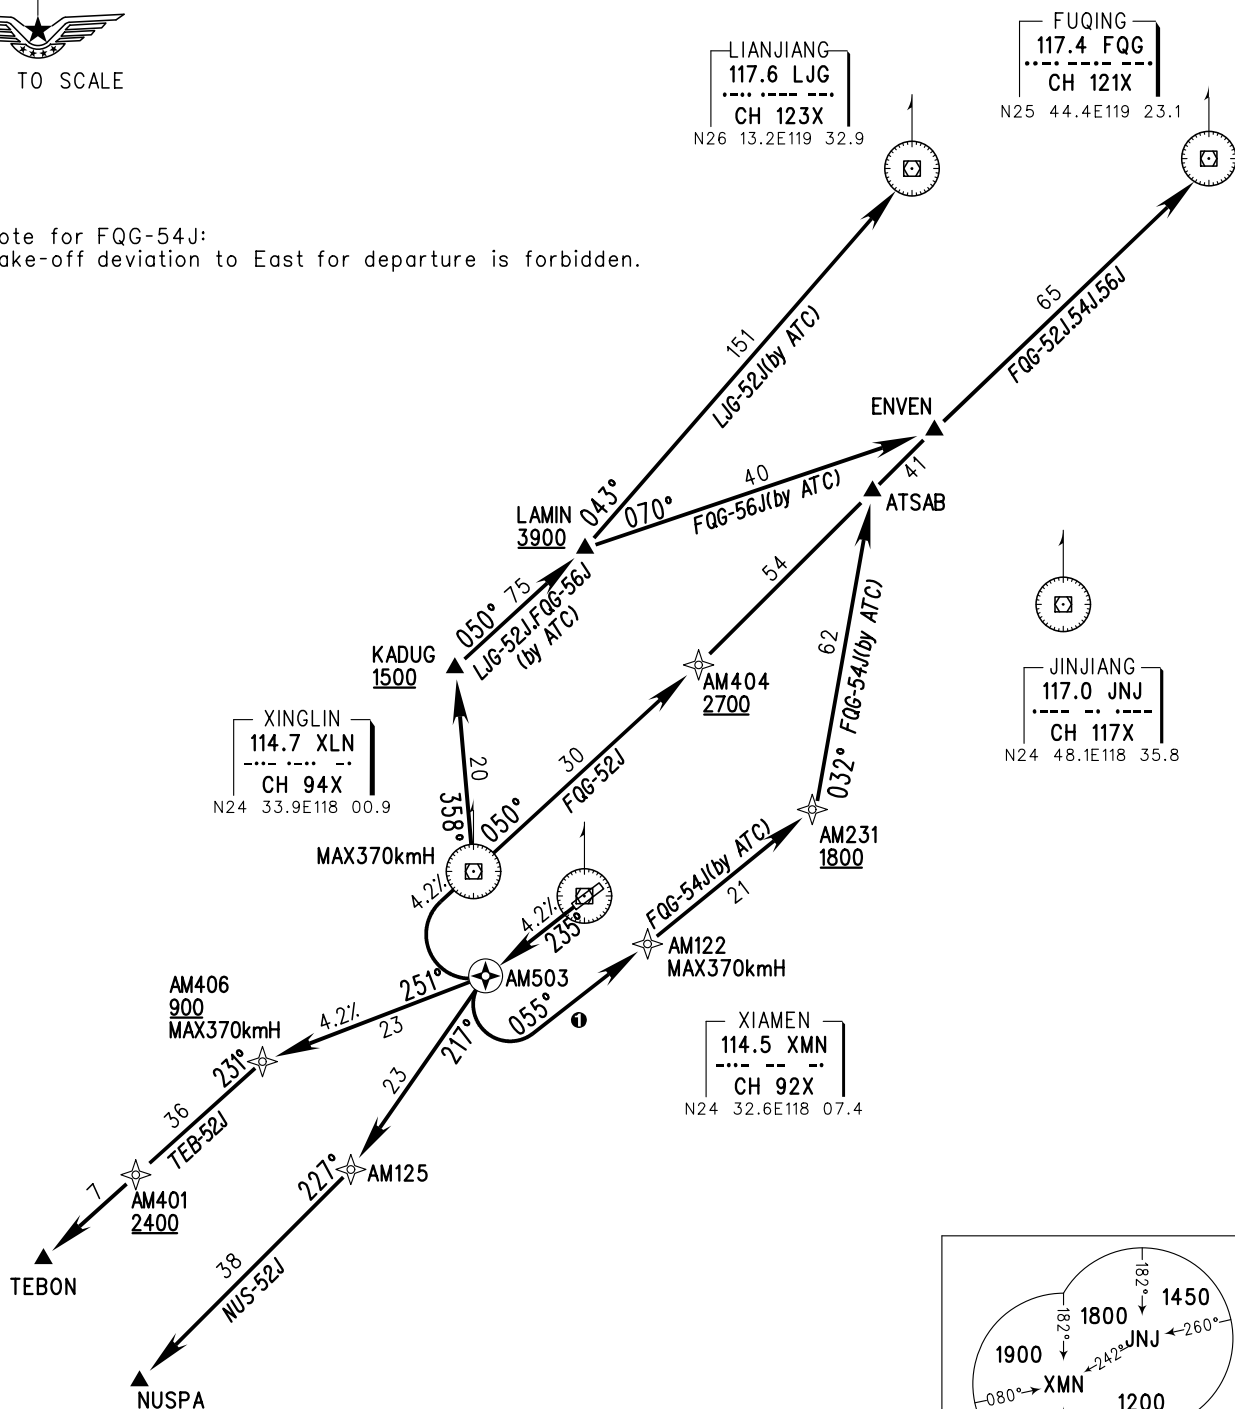 TO SCALE
LIANJIANG
117.6 LJG
CH 123X
N26 13.2E119 32.9
FUQING
117.4 FQG
CH 121X
N25 44.4E119 23.1
ote for FQG-54J:
ake-off deviation to East for departure is forbidden.
151
LJG-52J(by ATC)
65
FQG-52J,54J,56J
ENVEN
41
ATSAB
40
FQG-56J(by ATC)
070°
043°
LAMIN
3900
54
050°
75
LJG-52J,FQG-56J
(by ATC)
KADUG
1500
62
FQG-54J(by ATC)
032°
JINJIANG
117.0 JNJ
CH 117X
N24 48.1E118 35.8
AM404
2700
XINGLIN
114.7 XLN
CH 94X
N24 33.9E118 00.9
20
358°
30
FQG-52J
050°
AM231
1800
MAX370kmH
4.2%
4.2%
235°
FQG-54J(by ATC)
21
AM122
MAX370kmH
AM503
251°
055°
1
217°
AM406
900
MAX370kmH
4.2%
23
XIAMEN
114.5 XMN
CH 92X
N24 32.6E118 07.4
231°
36
TEB-52J
23
227°
AM125
AM401
2400
7
TEBON
38
NUS-52J
NUSPA
182°
1450
1800
182°
JNJ
260°
242°
1900
080°
XMN
1200